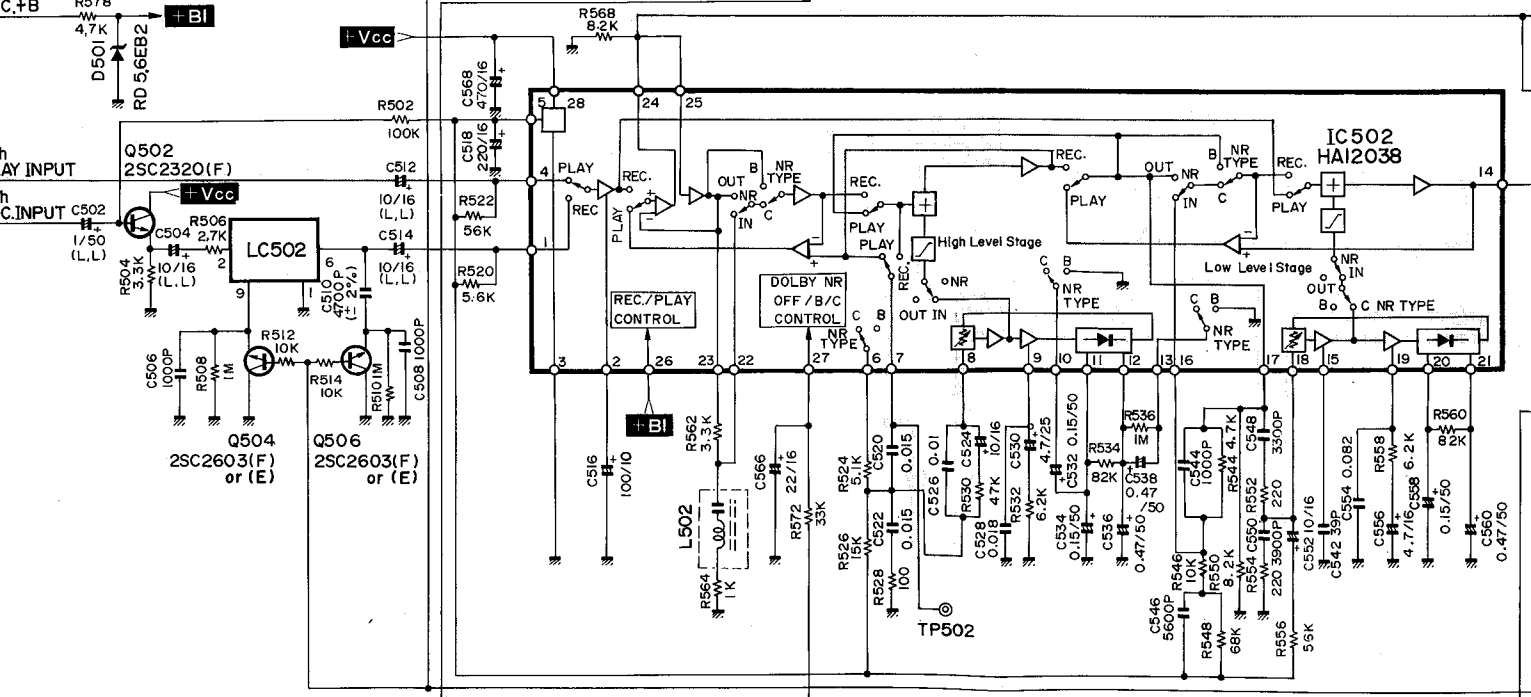 C.+B
R578
4.7K
+BI
D501
RD 5.6EB2
+Vcc
R568
8.2K
C568
470/16
5
28
24
25
R502
100K
C518
220/16
IC502
HA12038
h
AY INPUT
Q502
2SC2320(F)
+Vcc
C512
10/16
(L,L)
4
PLAY
REC.
REC
PLAY
OUT
IN
B
NR
TYPE
NR
C
REC.
PLAY
PLAY
REC.
High Level Stage
REC.
PLAY
OUT
NR
IN
B
NR
TYPE
C
REC.
PLAY
14
h
C.INPUT
C502
1/50
(L,L)
C504
10/16
(L,L)
R504
3.3K
R506
2.7K
2
LC502
6
9
1
C510
4700P
(±2%)
C514
10/16
(L,L)
R522
56K
R520
5.6K
1
REC./PLAY
CONTROL
DOLBY NR
OFF/B/C
CONTROL
NR
OUT IN
C
B
NR
TYPE
C
B
NR
TYPE
Low Level Stage
C
B
NR
TYPE
NR
IN
OUT
B
C NR TYPE
C506
1000P
R508
1M
R512
10K
R514
10K
R510
1M
C508 1000P
3
2
26
23
22
27
6
7
8
9
10
11
12
13
16
17
18
15
19
20
21
Q504
2SC2603(F)
or (E)
Q506
2SC2603(F)
or (E)
+BI
C516
100/10
R562
3.3K
L502
R564
1K
C566
22/16
R572
33K
R524
5.1K
C520
0.015
R526
15K
C522
0.015
R528
100
TP502
C526
0.01
C524
10/16
R530
47K
C528
0.018
C530
4.7/25
R532
6.2K
C532 0.15/50
C534
0.15/50
R534
82K
R536
1M
C538
0.47
/50
C536
0.47/50
C544
1000P
R544 4.7K
C548
3300P
R552
220
R546
10K
R550
8.2K
C546
5600P
R548
68K
R554
220
C550
3900P
R556
56K
C552 10/16
C542 39P
C554 0.082
C556
4.7/16
R558
6.2K
C558
0.15/50
R560
82K
C560
0.47/50